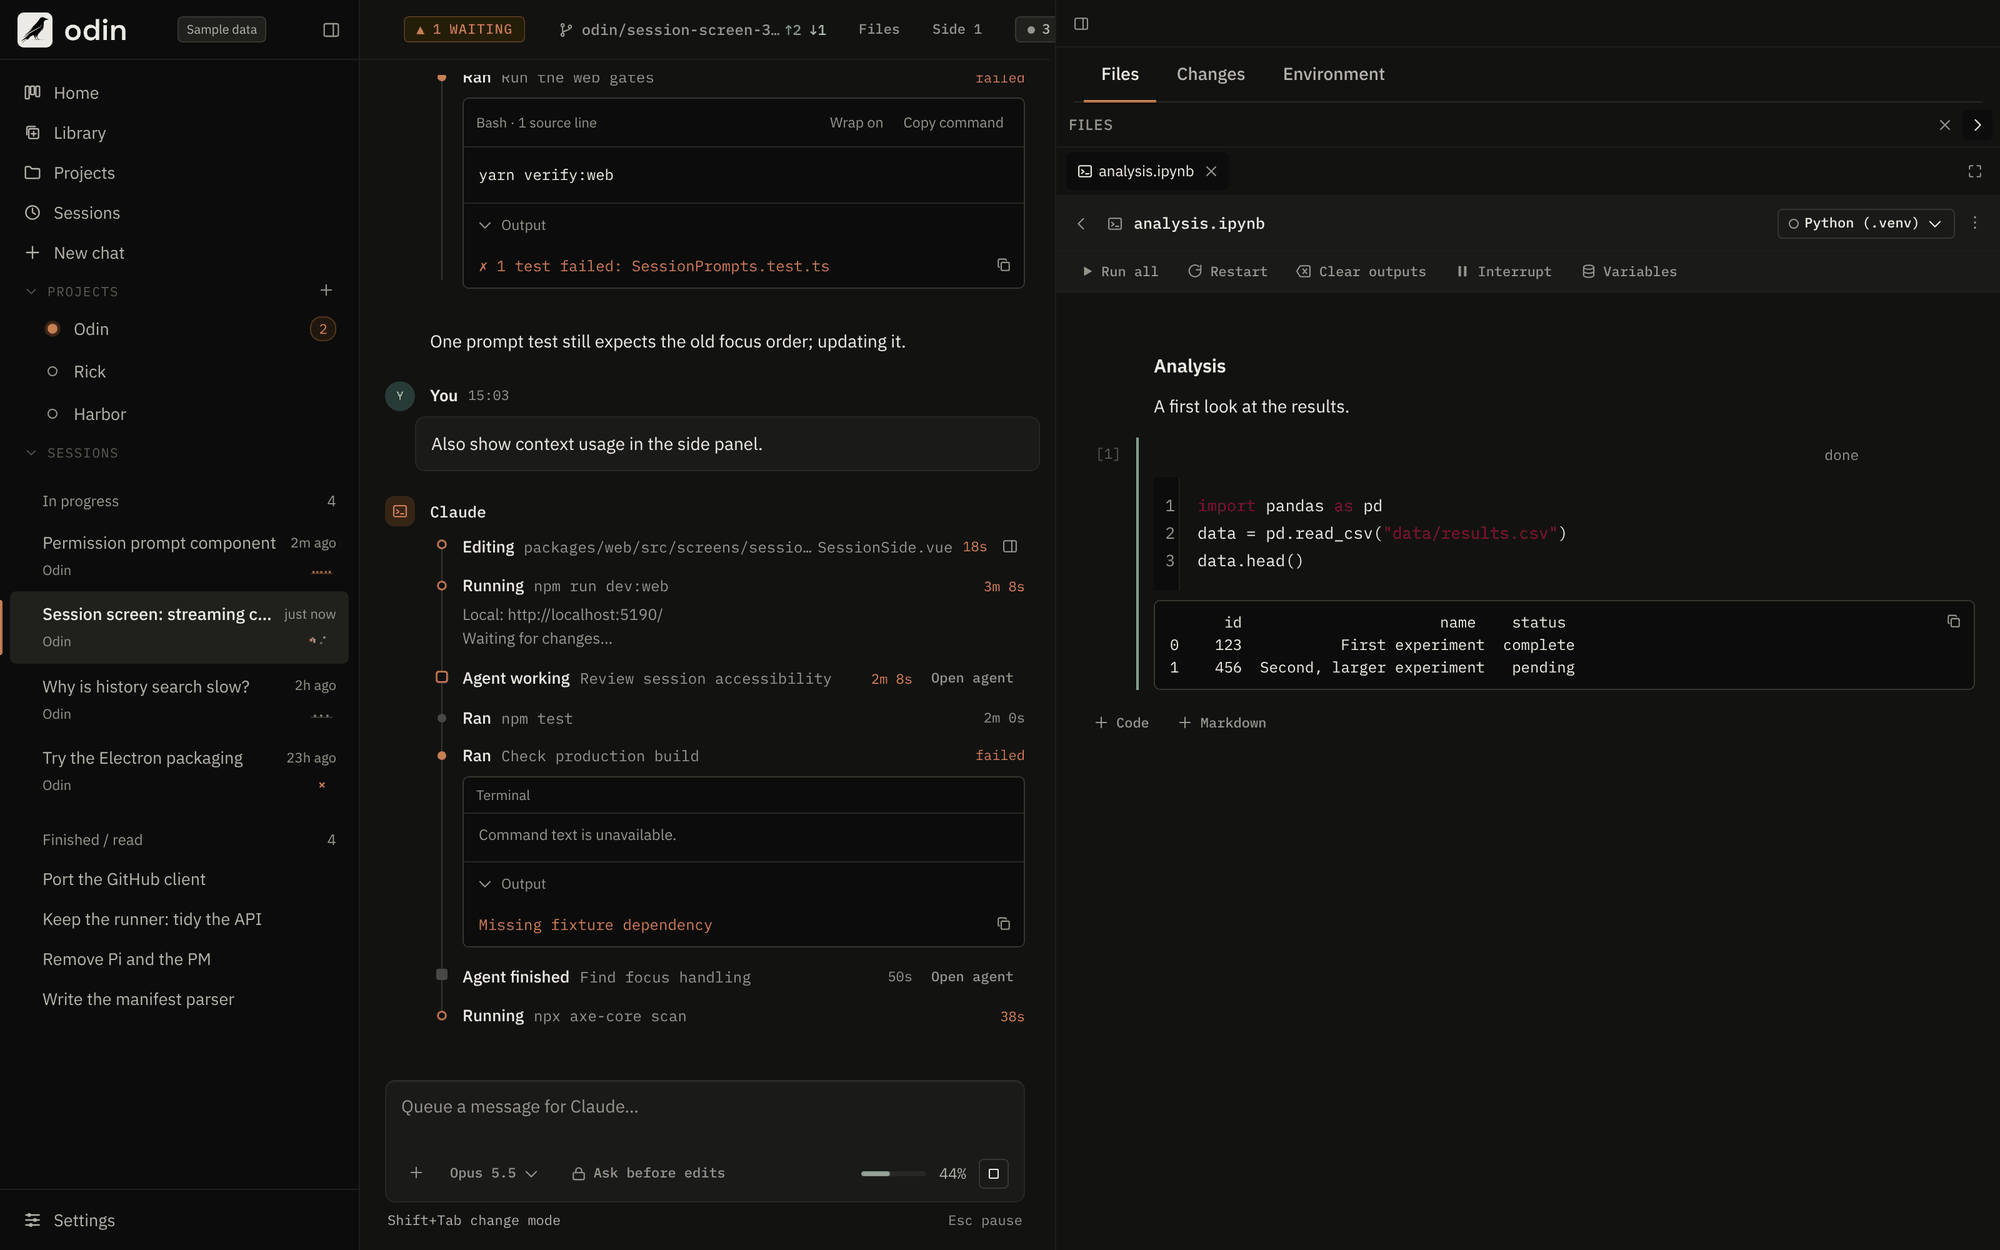 odin
Sample data
Home
Library
Projects
Sessions
New chat
PROJECTS
Odin 2
Rick
Harbor
SESSIONS
In progress 4
Permission prompt component 2m ago
Odin
Session screen: streaming c... just now
Odin
Why is history search slow? 2h ago
Odin
Try the Electron packaging 23h ago
Odin
Finished / read 4
Port the GitHub client
Keep the runner: tidy the API
Remove Pi and the PM
Write the manifest parser
Settings
▲ 1 WAITING odin/session-screen-3… ↑2 ↓1 Files Side 1 ● 3
Ran Run the web gates failed
Bash · 1 source line Wrap on Copy command
yarn verify:web
Output
✗ 1 test failed: SessionPrompts.test.ts
One prompt test still expects the old focus order; updating it.
Y You 15:03
Also show context usage in the side panel.
Claude
Editing packages/web/src/screens/sessio… SessionSide.vue 18s
Running npm run dev:web 3m 8s
Local: http://localhost:5190/
Waiting for changes...
Agent working Review session accessibility 2m 8s Open agent
Ran npm test 2m 0s
Ran Check production build failed
Terminal
Command text is unavailable.
Output
Missing fixture dependency
Agent finished Find focus handling 50s Open agent
Running npx axe-core scan 38s
Queue a message for Claude...
Opus 5.5 Ask before edits 44%
Shift+Tab change mode Esc pause
Files Changes Environment
FILES
analysis.ipynb
analysis.ipynb Python (.venv)
Run all Restart Clear outputs Interrupt Variables
Analysis
A first look at the results.
[1] done
1 import pandas as pd
2 data = pd.read_csv("data/results.csv")
3 data.head()
id name status
0 123 First experiment complete
1 456 Second, larger experiment pending
Code Markdown